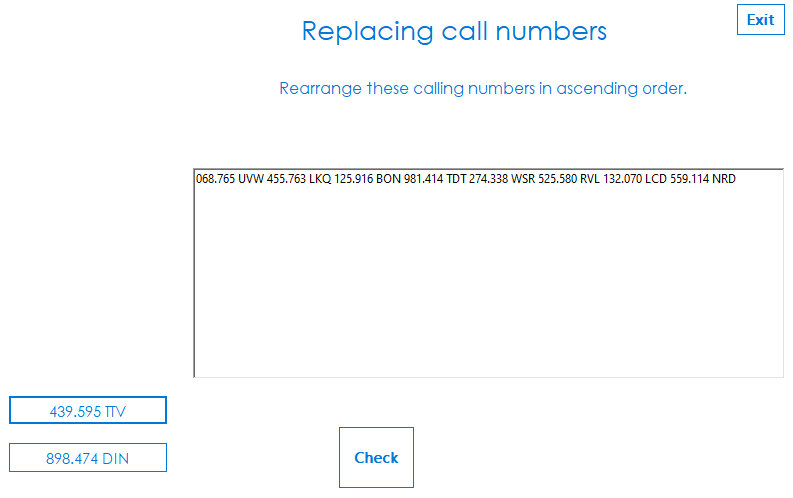 Replacing call numbers
Exit
Rearrange these calling numbers in ascending order.
068.765 UVW 455.763 LKQ 125.916 BON 981.414 TDT 274.338 WSR 525.580 RVL 132.070 LCD 559.114 NRD
439.595 TTV
898.474 DIN
Check